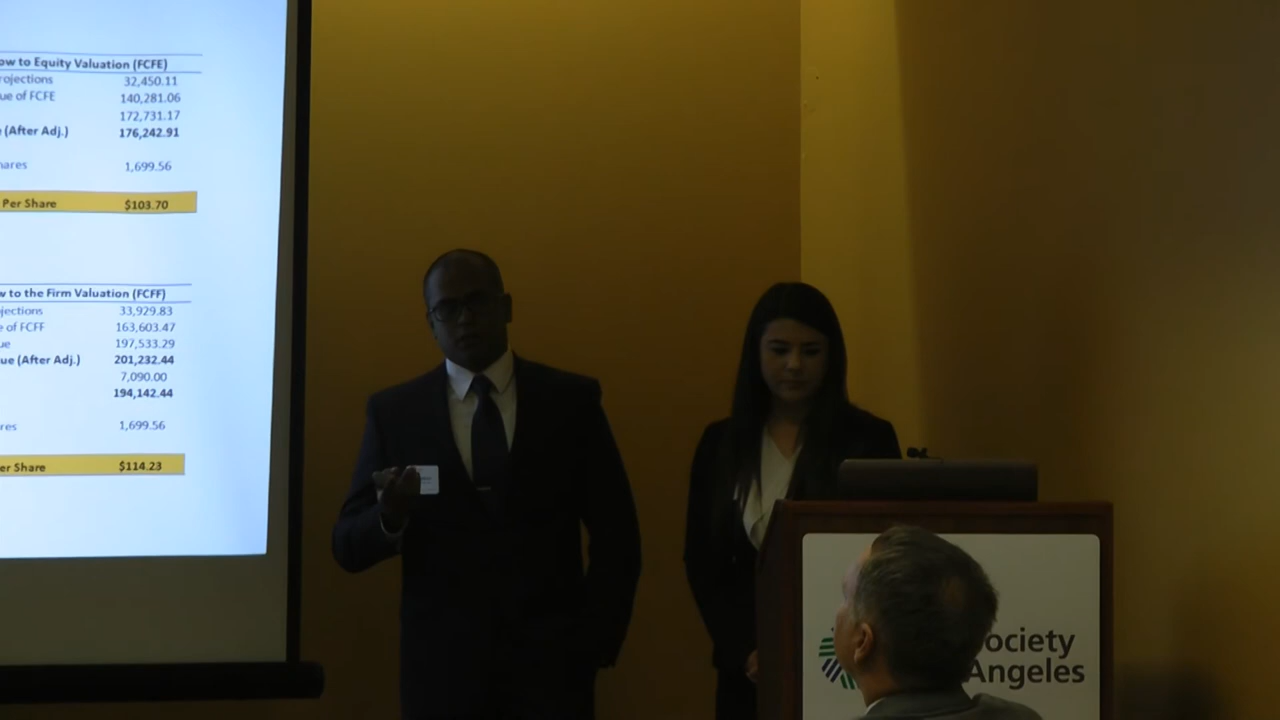 ow to Equity Valuation (FCFE)
rojections 32,450.11
ue of FCFE 140,281.06
172,731.17
(After Adj.) 176,242.91
hares 1,699.56
Per Share $103.70
w to the Firm Valuation (FCFF)
jections 33,929.83
e of FCFF 163,603.47
ue 197,533.29
ue (After Adj.) 201,232.44
7,090.00
194,142.44
res 1,699.56
er Share $114.23
ociety
Angeles